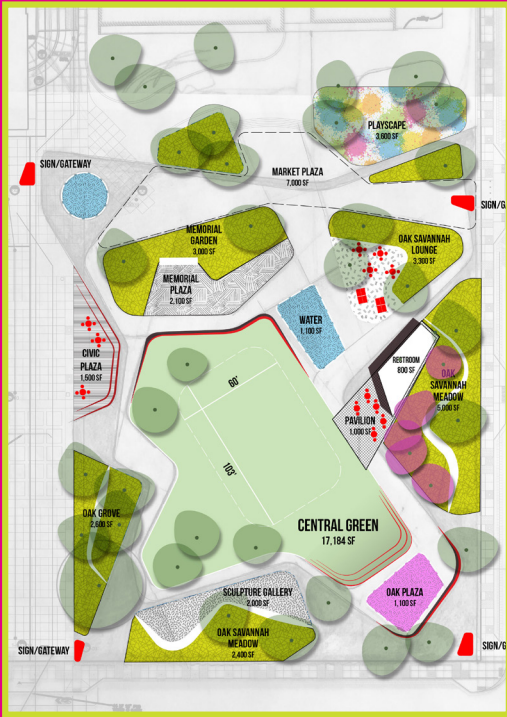 PLAYSCAPE
3,600 SF
SIGN/GATEWAY
MARKET PLAZA
7,000 SF
SIGN/G
MEMORIAL
GARDEN
3,000 SF
OAK SAVANNAH
LOUNGE
3,300 SF
MEMORIAL
PLAZA
2,100 SF
WATER
1,100 SF
CIVIC
PLAZA
1,500 SF
RESTROOM
800 SF
OAK
SAVANNAH
MEADOW
5,000 SF
60'
PAVILION
1,000 SF
103'
OAK GROVE
2,600 SF
CENTRAL GREEN
17,184 SF
SCULPTURE GALLERY
2,000 SF
OAK PLAZA
1,100 SF
OAK SAVANNAH
MEADOW
2,400 SF
SIGN/GATEWAY
SIGN/G